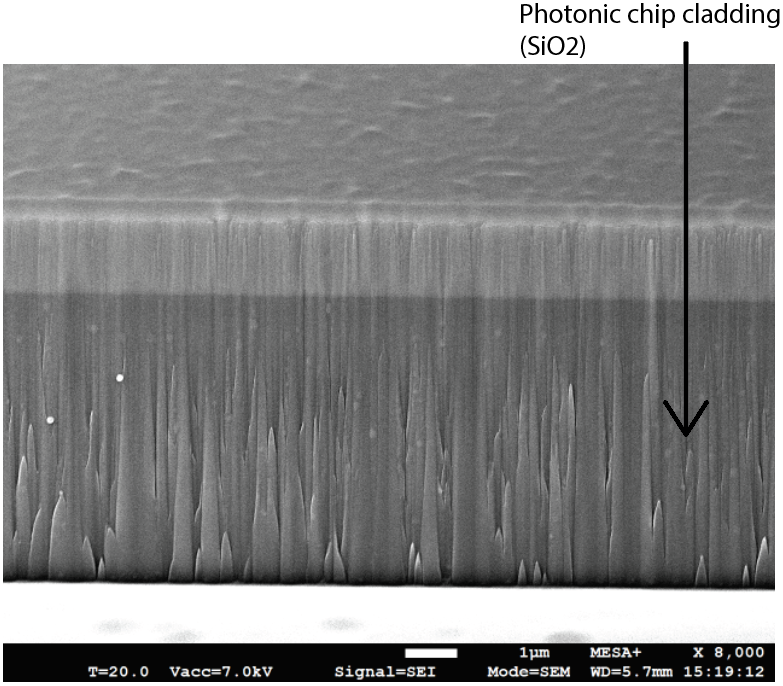 Photonic chip cladding
(SiO2)
1µm MESA+ X 8,000
T=20.0 Vacc=7.0kV Signal=SEI Mode=SEM WD=5.7mm 15:19:12